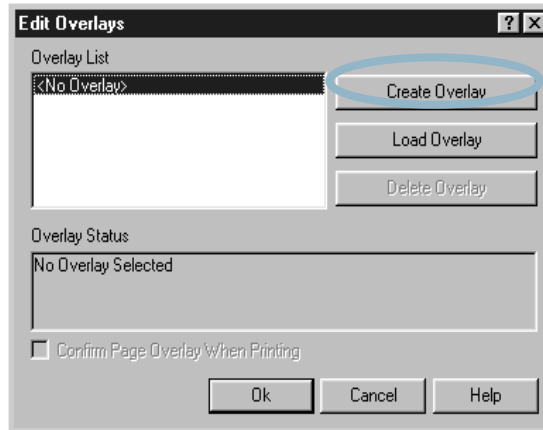 Edit Overlays
Overlay List
<No Overlay>
Create Overlay
Load Overlay
Delete Overlay
Overlay Status
No Overlay Selected
Confirm Page Overlay When Printing
Ok
Cancel
Help